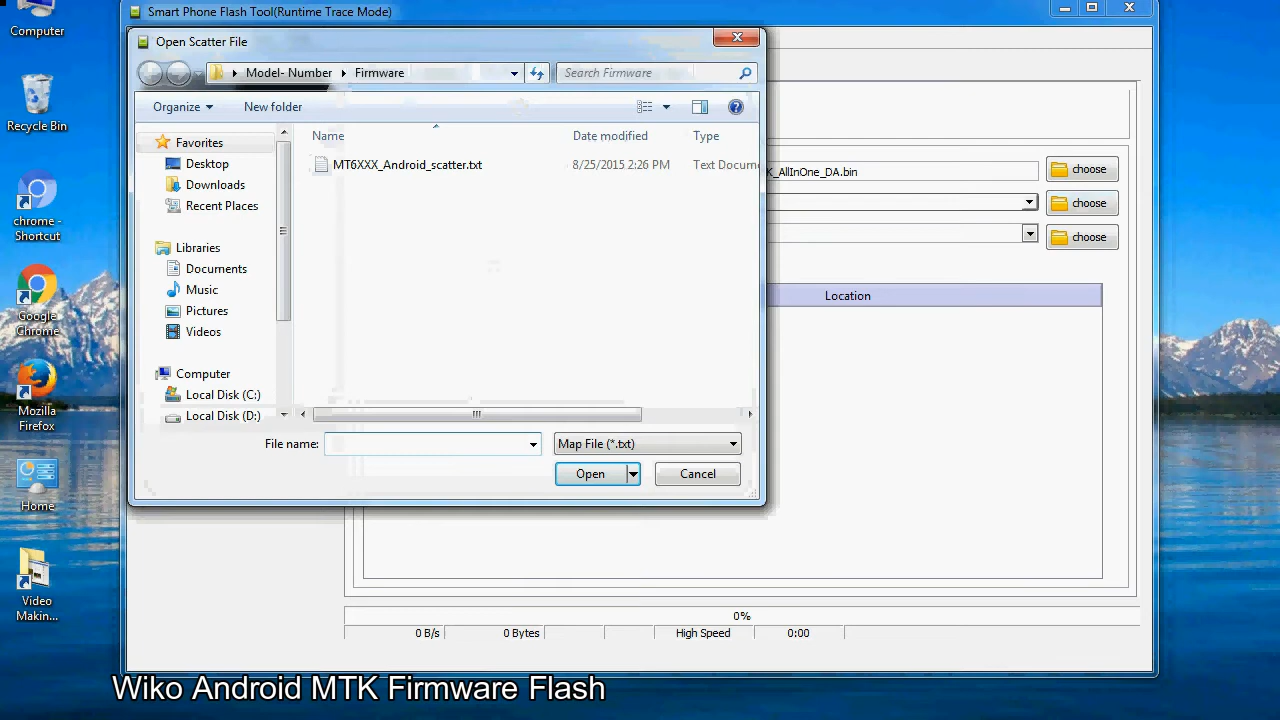 Smart Phone Flash Tool(Runtime Trace Mode)
Computer
Recycle Bin
chrome -
Shortcut
Google
Chrome
Mozilla
Firefox
Home
Video
Makin...
Open Scatter File
Model- Number
Firmware
Search Firmware
Organize
New folder
Name
Date modified
Type
MT6XXX_Android_scatter.txt
8/25/2015 2:26 PM
Text Docum
Favorites
Desktop
Downloads
Recent Places
Libraries
Documents
Music
Pictures
Videos
Computer
Local Disk (C:)
Local Disk (D:)
File name:
Map File (*.txt)
Open
Cancel
K_AllInOne_DA.bin
choose
choose
choose
Location
0%
0 B/s
0 Bytes
High Speed
0:00
Wiko Android MTK Firmware Flash